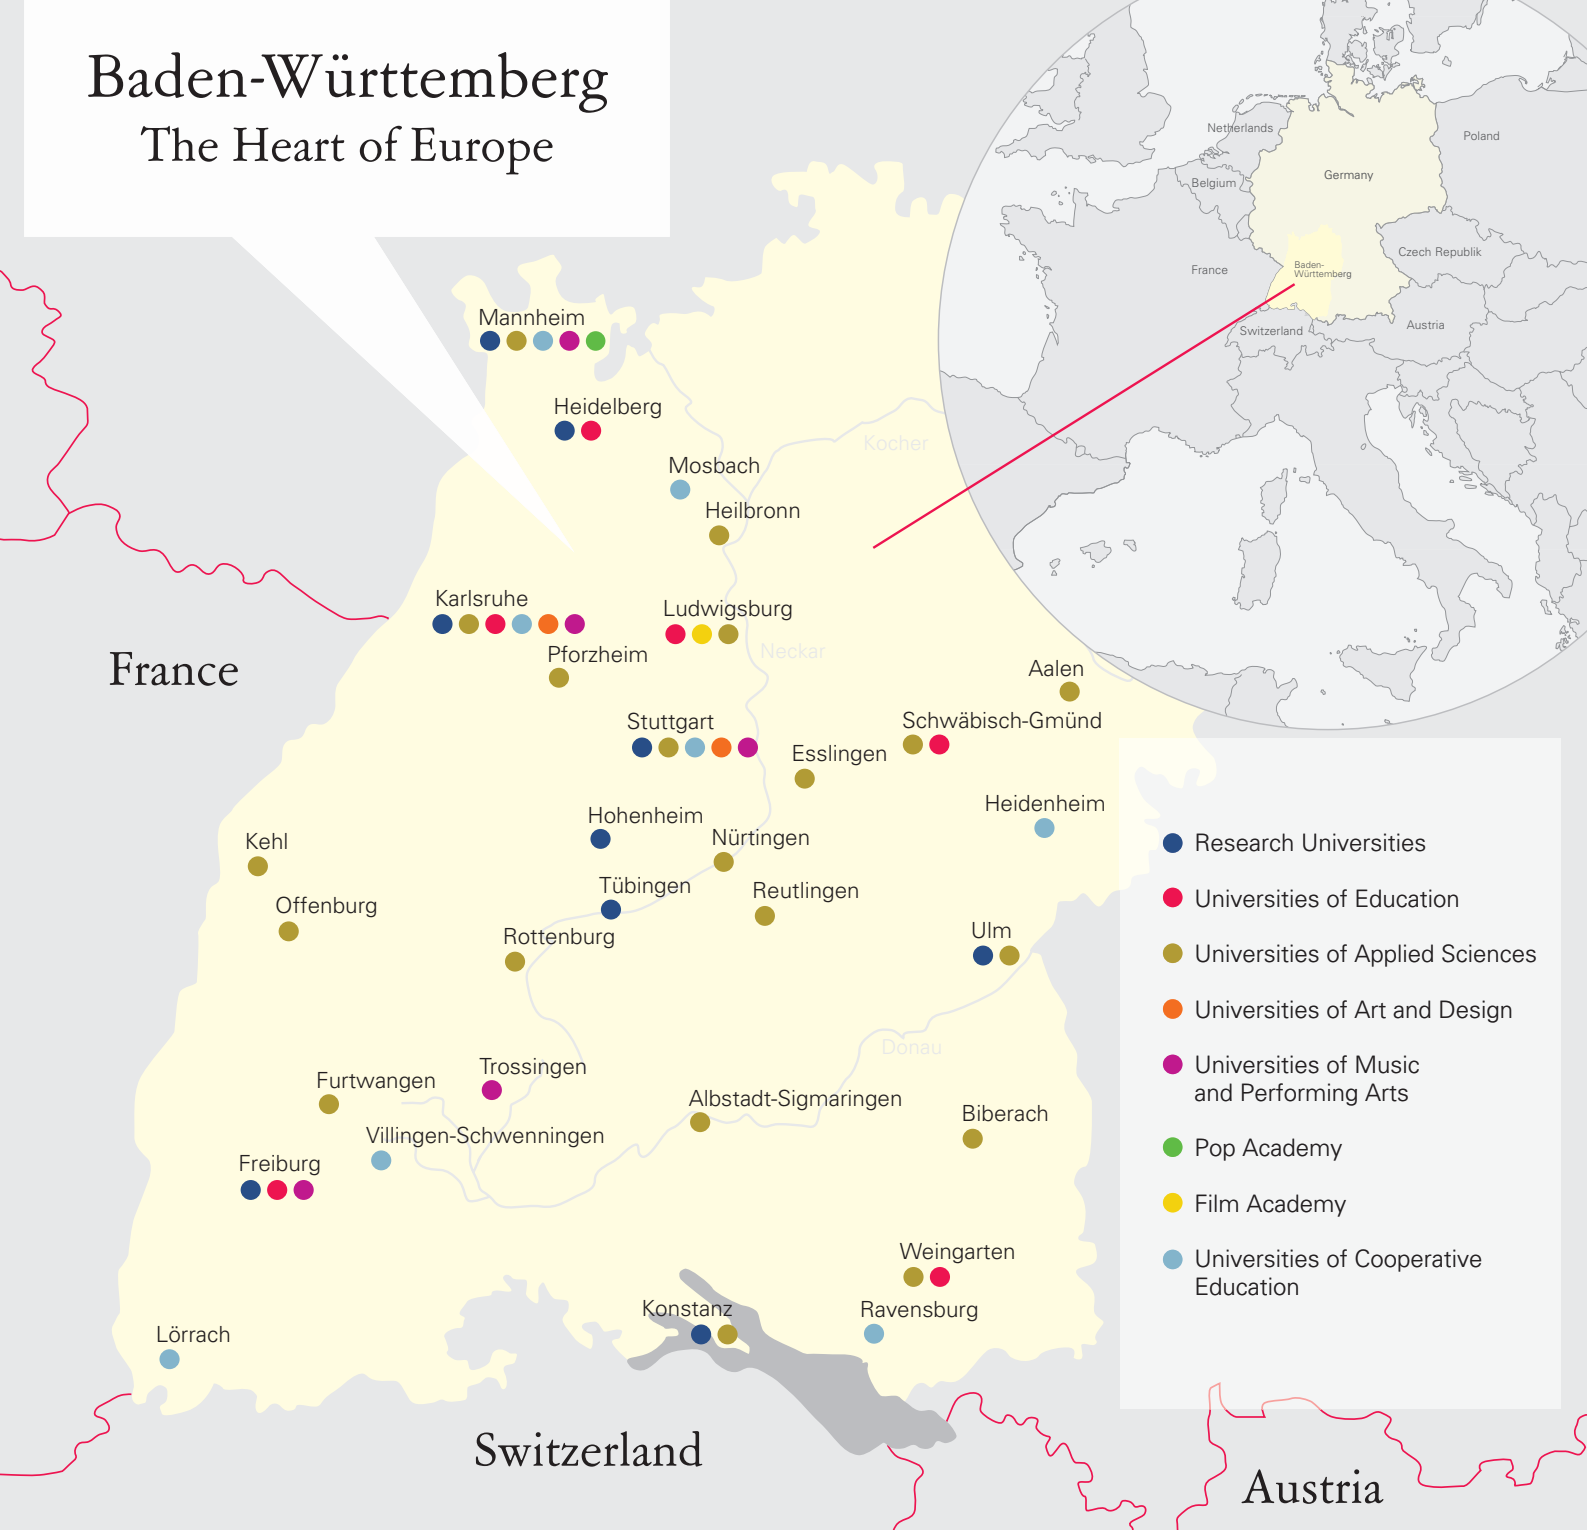 Baden-Württemberg
The Heart of Europe
Netherlands
Poland
Germany
Belgium
Czech Republik
France
Baden-
Württemberg
Switzerland
Austria
Mannheim
Heidelberg
Kocher
Mosbach
Heilbronn
Karlsruhe
Ludwigsburg
Neckar
Pforzheim
France
Aalen
Stuttgart
Schwäbisch-Gmünd
Esslingen
Heidenheim
Hohenheim
Nürtingen
Kehl
Tübingen
Reutlingen
Offenburg
Rottenburg
Ulm
Donau
Trossingen
Furtwangen
Albstadt-Sigmaringen
Biberach
Villingen-Schwenningen
Freiburg
Weingarten
Konstanz
Ravensburg
Lörrach
Switzerland
Austria
Research Universities
Universities of Education
Universities of Applied Sciences
Universities of Art and Design
Universities of Music
and Performing Arts
Pop Academy
Film Academy
Universities of Cooperative
Education